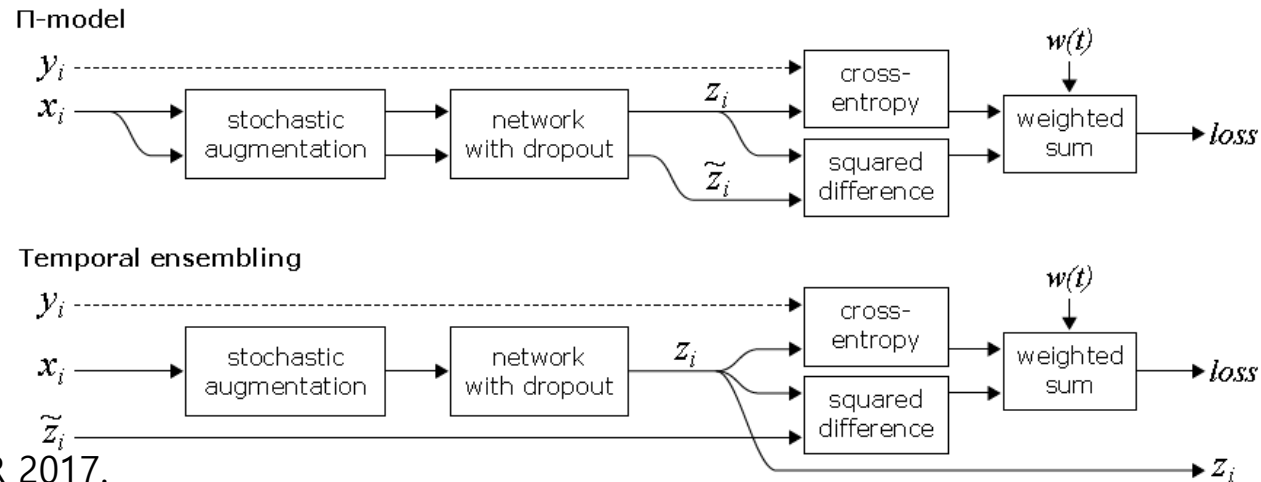 Π-model
y_i
x_i
stochastic
augmentation
network
with dropout
z_i
z̃_i
cross-
entropy
squared
difference
w(t)
weighted
sum
loss
Temporal ensembling
y_i
x_i
z̃_i
stochastic
augmentation
network
with dropout
z_i
cross-
entropy
squared
difference
w(t)
weighted
sum
loss
z_i
2017.